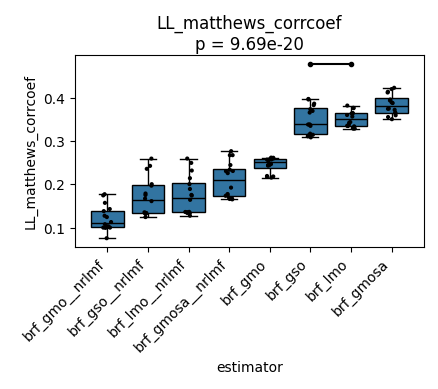 LL_matthews_corrcoef
p = 9.69e-20
LL_matthews_corrcoef
0.4
0.3
0.2
0.1
brf_gmo__nrlmf
brf_gso__nrlmf
brf_lmo__nrlmf
brf_gmosa__nrlmf
brf_gmo
brf_gso
brf_lmo
brf_gmosa
estimator